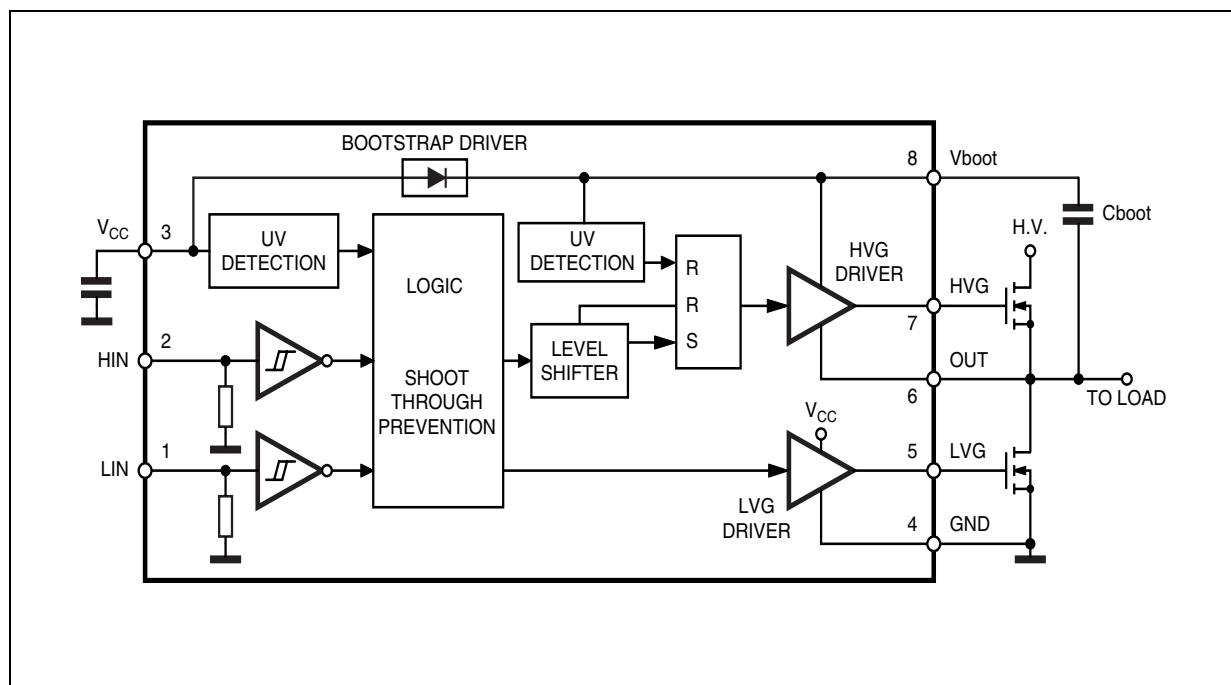 BOOTSTRAP DRIVER
8
Vboot
VCC
3
UV
DETECTION
LOGIC
SHOOT
THROUGH
PREVENTION
UV
DETECTION
R
R
S
HVG
DRIVER
H.V.
Cboot
HVG
7
HIN
2
LEVEL
SHIFTER
OUT
6
TO LOAD
VCC
LIN
1
5
LVG
LVG
DRIVER
4
GND